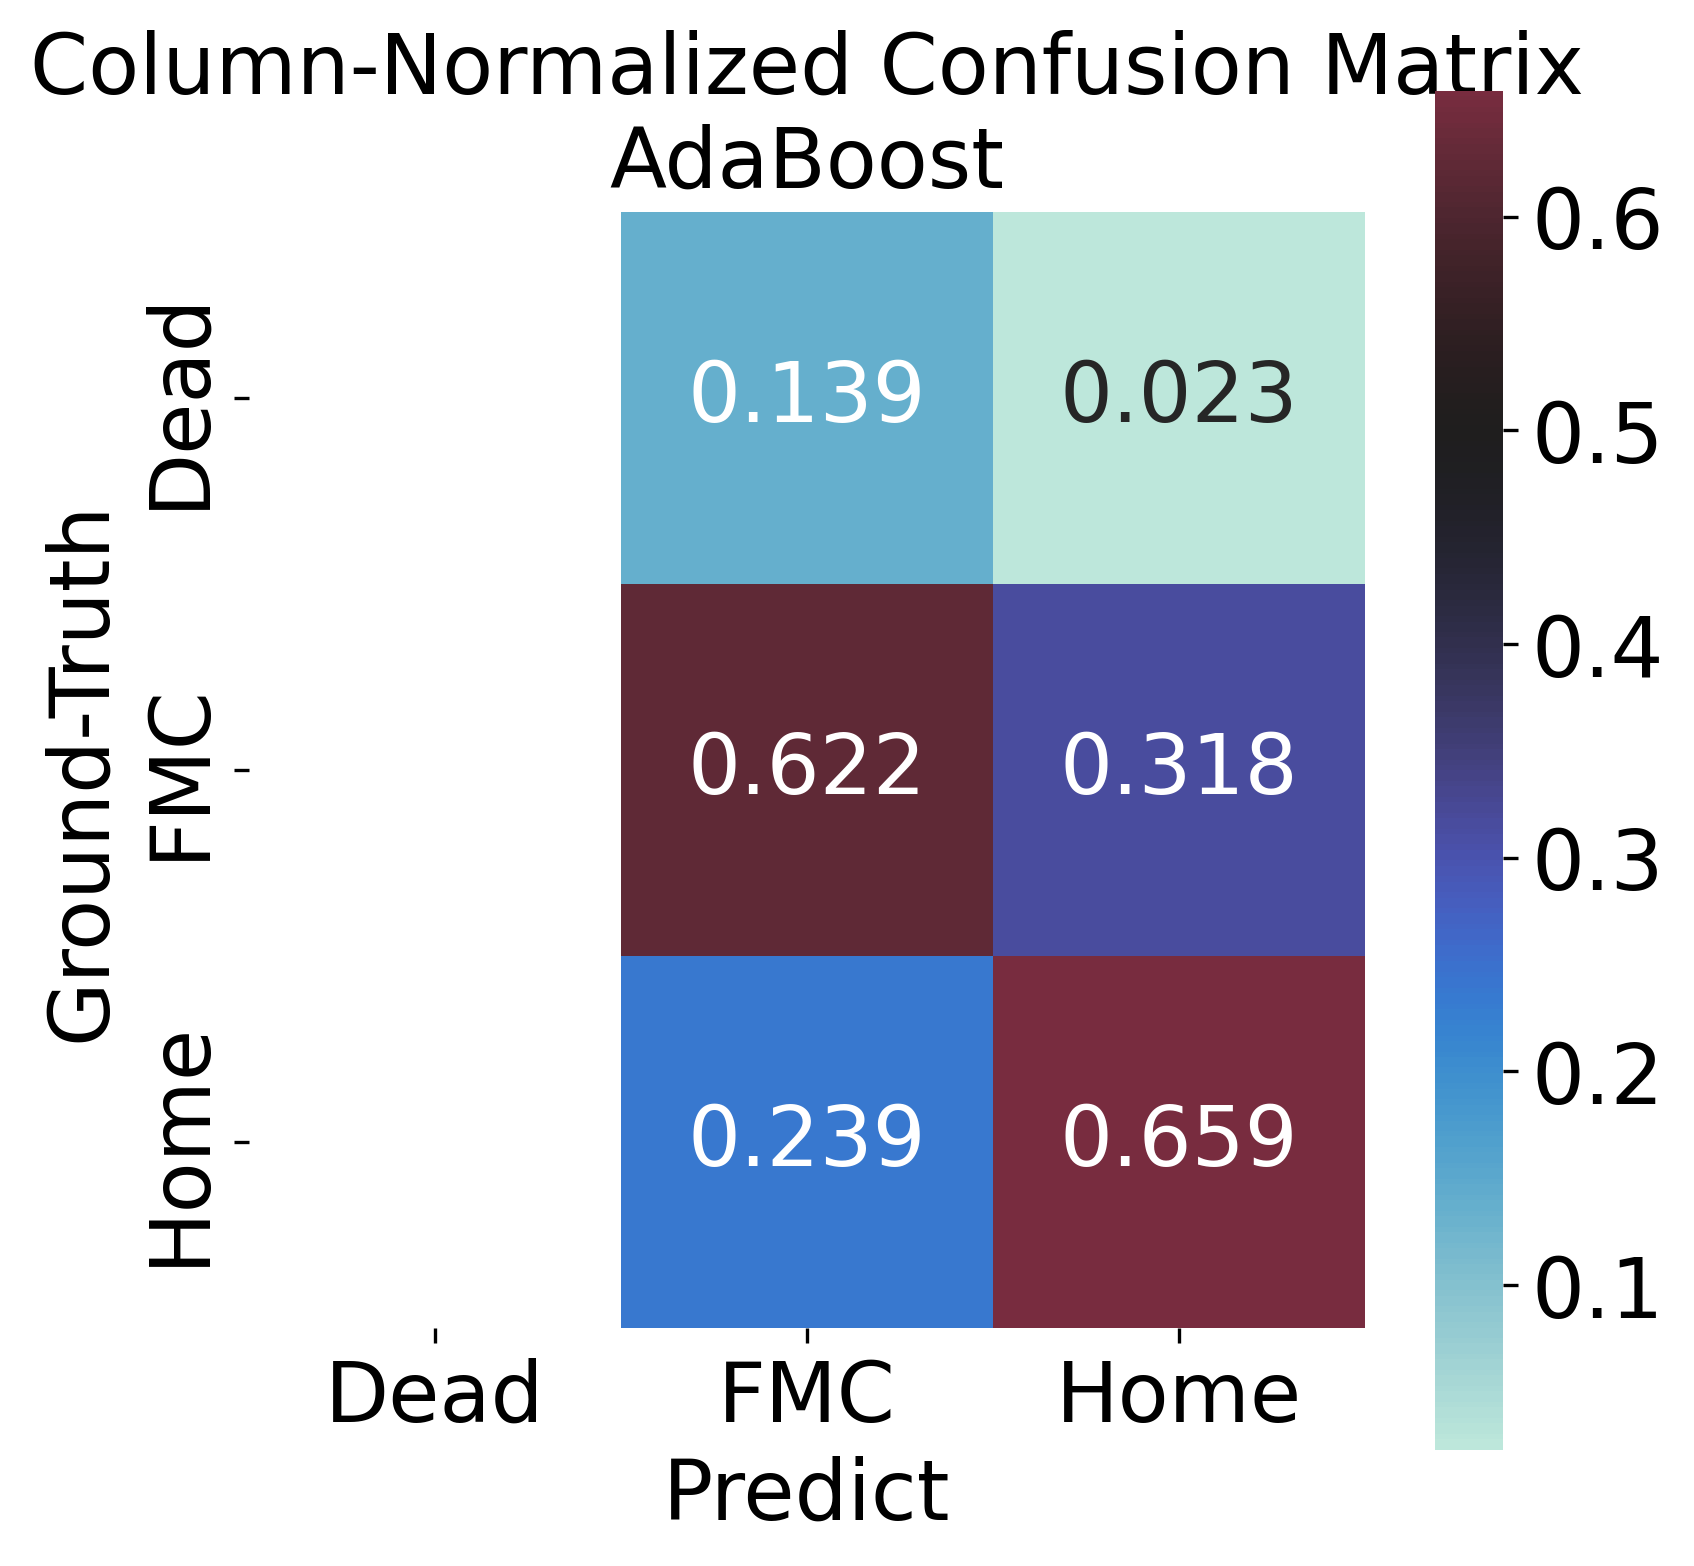 Column-Normalized Confusion Matrix
AdaBoost
Ground-Truth
Dead
0.139 0.023
FMC
0.622 0.318
Home
0.239 0.659
Dead FMC Home
Predict
0.6
0.5
0.4
0.3
0.2
0.1